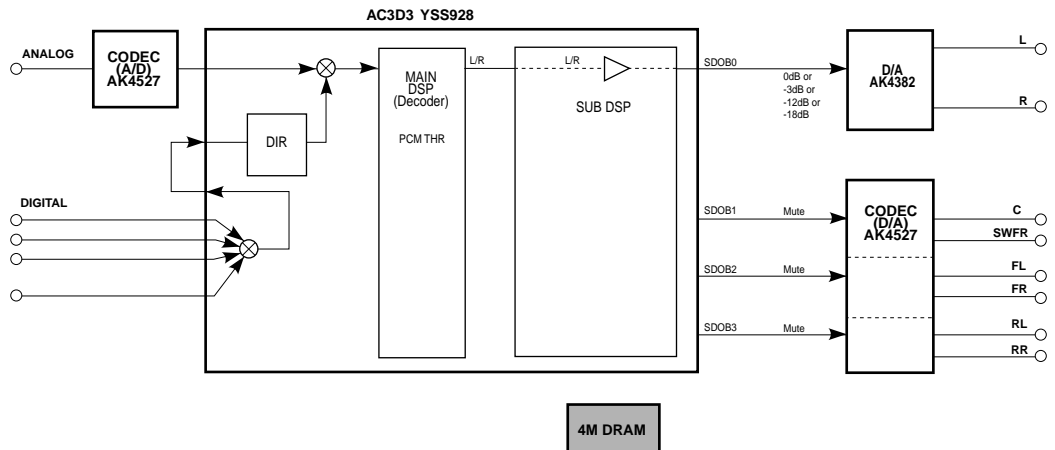 AC3D3 YSS928
ANALOG
CODEC
(A/D)
AK4527
MAIN
DSP
(Decoder)
PCM THR
L/R
L/R
SUB DSP
SDOB0
0dB or
-3dB or
-12dB or
-18dB
D/A
AK4382
L
R
DIR
DIGITAL
SDOB1
Mute
SDOB2
Mute
SDOB3
Mute
CODEC
(D/A)
AK4527
C
SWFR
FL
FR
RL
RR
4M DRAM